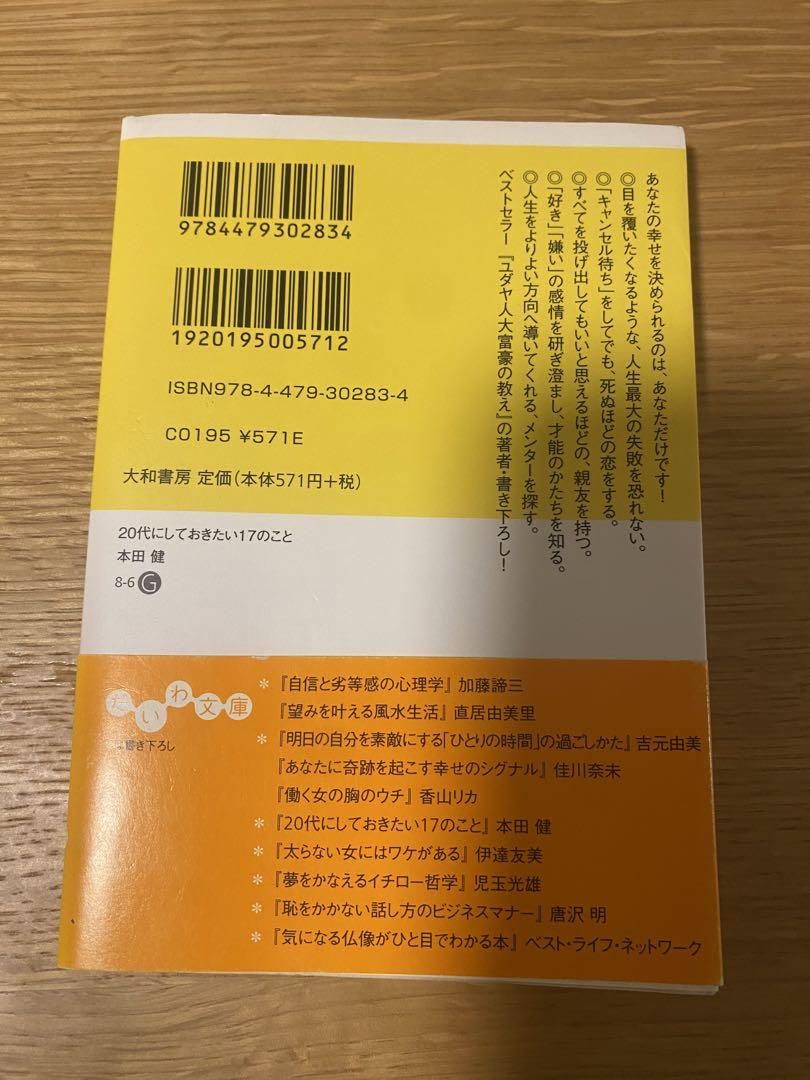 あなたの幸せを決められるのは、あなただけです！
◎目を覆いたくなるような、人生最大の失敗を恐れない。
◎「キャンセル待ち」をしてでも、死ぬほどの恋をする。
◎すべてを投げ出してもいいと思えるほどの、親友を持つ。
◎「好き」「嫌い」の感情を研ぎ澄まし、才能のかたちを知る。
◎人生をよりよい方向へ導いてくれる、メンターを探す。
ベストセラー『ユダヤ人大富豪の教え』の著者・書き下ろし！
9784479302834
1920195005712
ISBN978-4-479-30283-4
C0195 ¥571E
大和書房 定価(本体571円+税)
20代にしておきたい17のこと
本田 健
8-6 G
だいわ文庫
*書き下ろし
*『自信と劣等感の心理学』加藤諦三
『望みを叶える風水生活』直居由美里
*『明日の自分を素敵にする「ひとりの時間」の過ごしかた』吉元由美
『あなたに奇跡を起こす幸せのシグナル』佳川奈未
『働く女の胸のウチ』香山リカ
*『20代にしておきたい17のこと』本田 健
*『太らない女にはワケがある』伊達友美
*『夢をかなえるイチロー哲学』児玉光雄
*『恥をかかない話し方のビジネスマナー』唐沢 明
*『気になる仏像がひと目でわかる本』ベスト・ライフ・ネットワーク